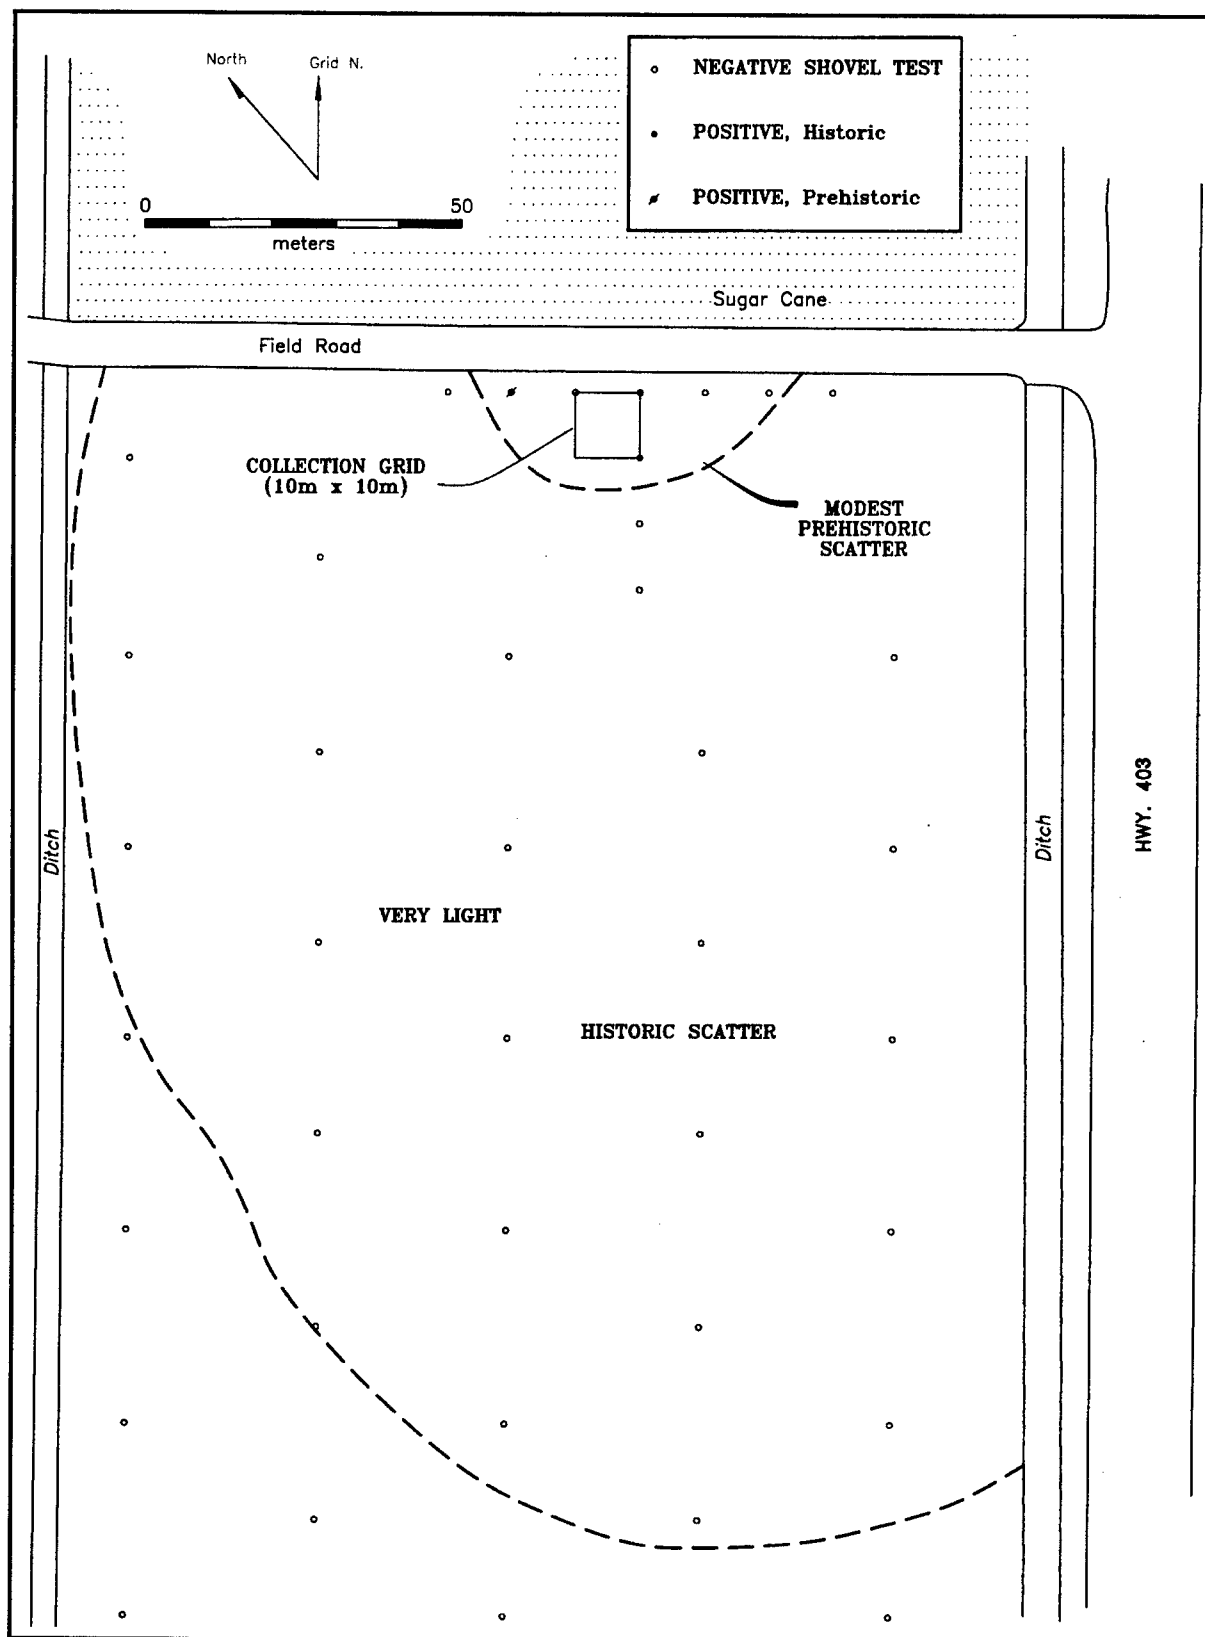 North
Grid N.
0
50
meters
NEGATIVE SHOVEL TEST
POSITIVE, Historic
POSITIVE, Prehistoric
Sugar Cane
Field Road
COLLECTION GRID
(10m x 10m)
MODEST
PREHISTORIC
SCATTER
Ditch
Ditch
HWY. 403
VERY LIGHT
HISTORIC SCATTER